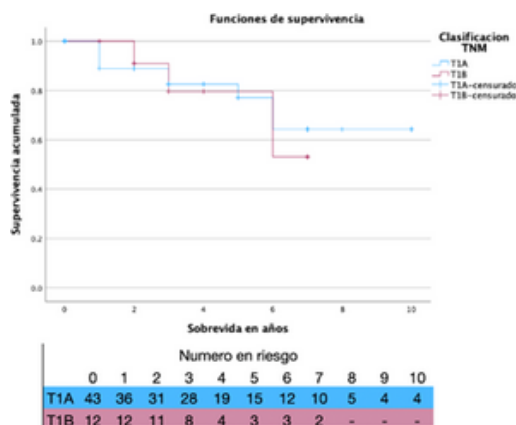 Funciones de supervivencia
Clasificacion
TNM
T1A
T1B
T1A-censurado
T1B-censurado
Supervivencia acumulada
1.0
0.8
0.6
0.4
0.2
0.0
0 2 4 6 8 10
Sobrevida en años
Numero en riesgo
0 1 2 3 4 5 6 7 8 9 10
T1A 43 36 31 28 19 15 12 10 5 4 4
T1B 12 12 11 8 4 3 3 2 - - -